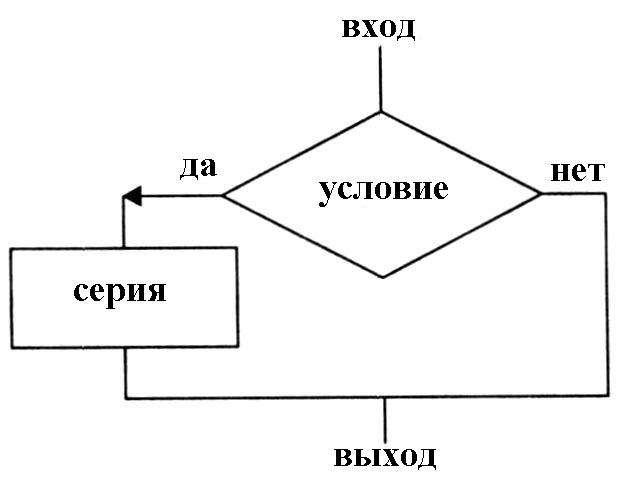 вход
да
нет
условие
серия
выход